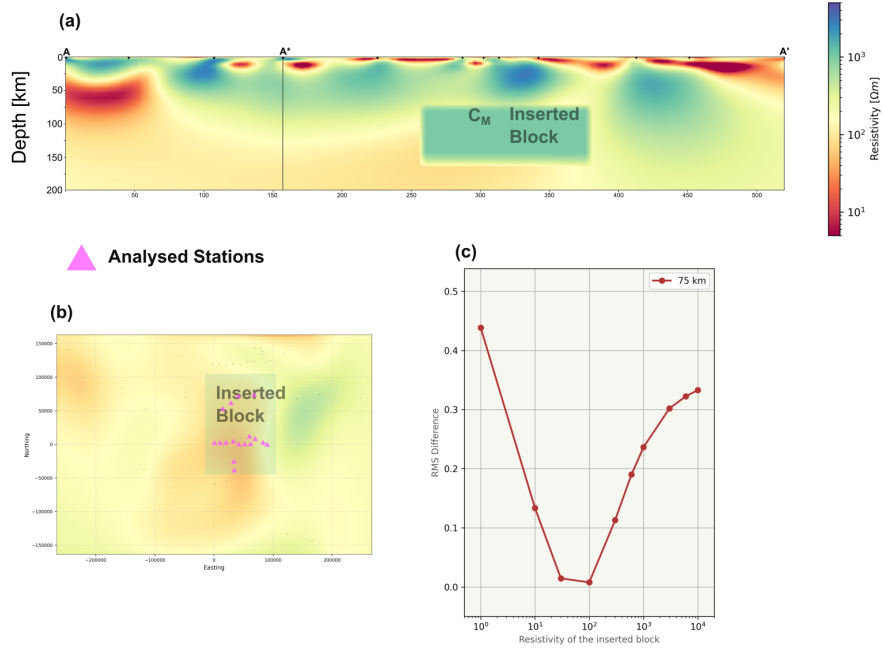 (a)
A
A*
A'
Depth [km]
0
50
100
150
200
C_M Inserted
Block
50
100
150
200
250
300
350
400
450
500
10³
10²
10¹
Resistivity [Ωm]
Analysed Stations
(b)
150000
100000
50000
0
−50000
−100000
−150000
Northing
Inserted
Block
−200000
−100000
0
100000
200000
Easting
(c)
75 km
0.5
0.4
0.3
0.2
0.1
0.0
RMS Difference
10⁰
10¹
10²
10³
10⁴
Resistivity of the inserted block